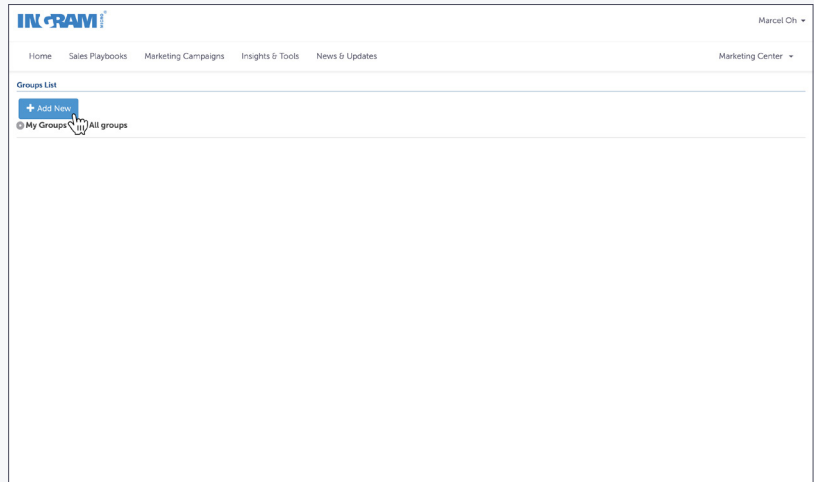 INGRAM MICRO®
Marcel Oh
Home Sales Playbooks Marketing Campaigns Insights & Tools News & Updates Marketing Center
Groups List
+ Add New
My Groups All groups